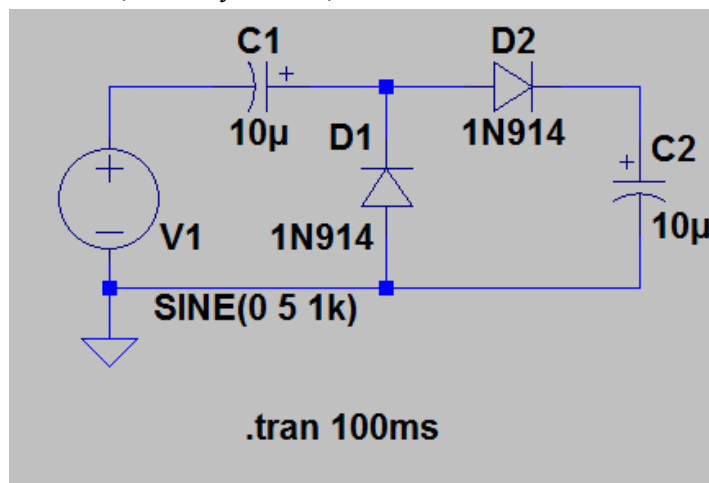 C1
+
10µ
D2
1N914
D1
1N914
+
C2
10µ
+
−
V1
SINE(0 5 1k)
.tran 100ms